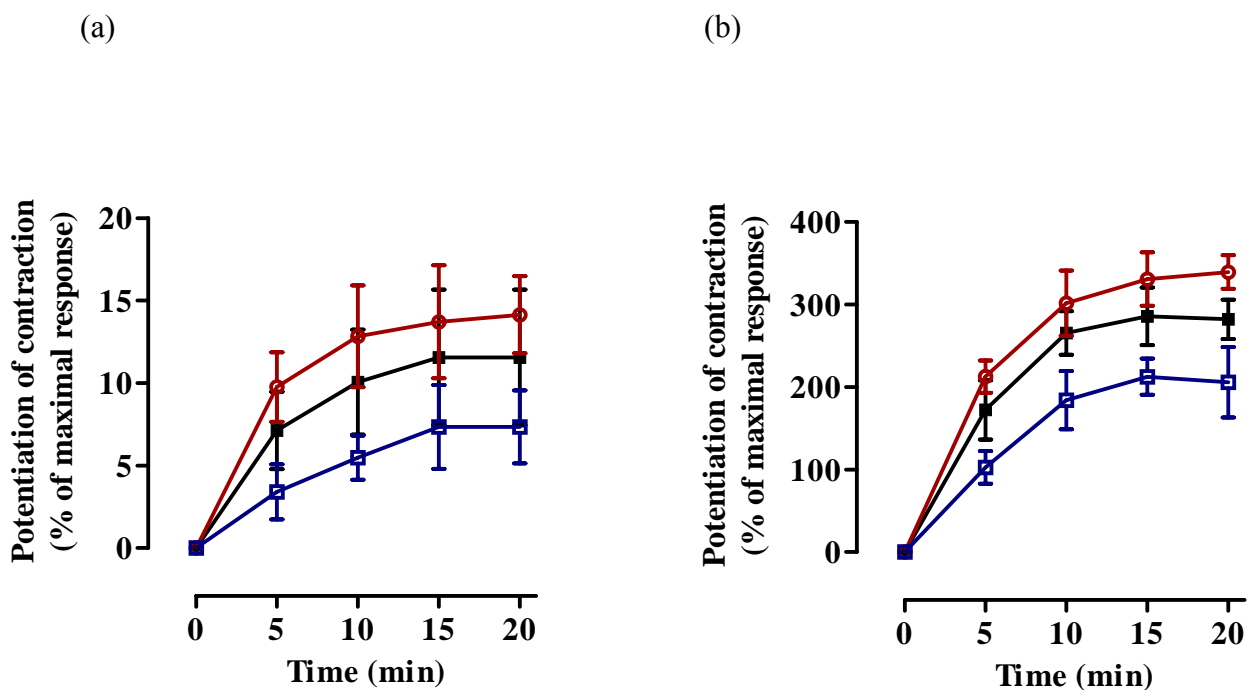 (a)
(b)
Potentiation of contraction
(% of maximal response)
20
15
10
5
0
0 5 10 15 20
Time (min)
Potentiation of contraction
(% of maximal response)
400
300
200
100
0
0 5 10 15 20
Time (min)